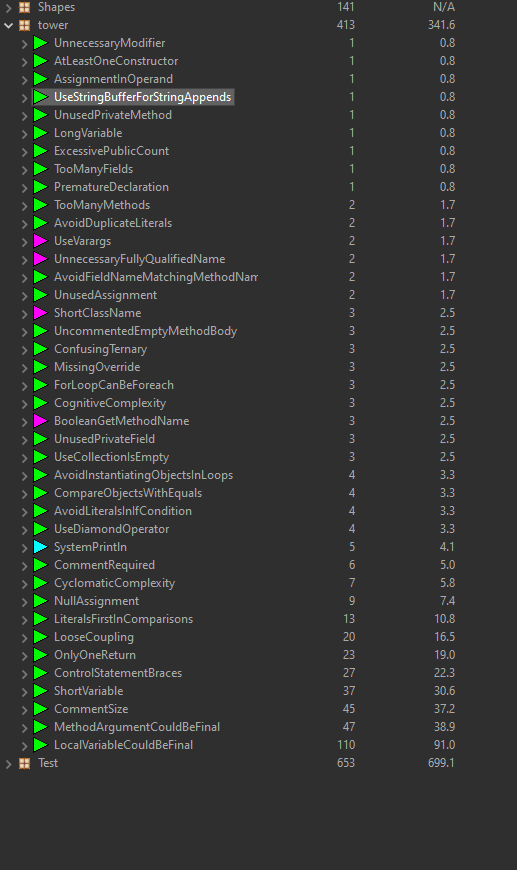 Shapes 141 N/A
tower 413 341.6
UnnecessaryModifier 1 0.8
AtLeastOneConstructor 1 0.8
AssignmentInOperand 1 0.8
UseStringBufferForStringAppends 1 0.8
UnusedPrivateMethod 1 0.8
LongVariable 1 0.8
ExcessivePublicCount 1 0.8
TooManyFields 1 0.8
PrematureDeclaration 1 0.8
TooManyMethods 2 1.7
AvoidDuplicateLiterals 2 1.7
UseVarargs 2 1.7
UnnecessaryFullyQualifiedName 2 1.7
AvoidFieldNameMatchingMethodNam 2 1.7
UnusedAssignment 2 1.7
ShortClassName 3 2.5
UncommentedEmptyMethodBody 3 2.5
ConfusingTernary 3 2.5
MissingOverride 3 2.5
ForLoopCanBeForeach 3 2.5
CognitiveComplexity 3 2.5
BooleanGetMethodName 3 2.5
UnusedPrivateField 3 2.5
UseCollectionIsEmpty 3 2.5
AvoidInstantiatingObjectsInLoops 4 3.3
CompareObjectsWithEquals 4 3.3
AvoidLiteralsInIfCondition 4 3.3
UseDiamondOperator 4 3.3
SystemPrintln 5 4.1
CommentRequired 6 5.0
CyclomaticComplexity 7 5.8
NullAssignment 9 7.4
LiteralsFirstInComparisons 13 10.8
LooseCoupling 20 16.5
OnlyOneReturn 23 19.0
ControlStatementBraces 27 22.3
ShortVariable 37 30.6
CommentSize 45 37.2
MethodArgumentCouldBeFinal 47 38.9
LocalVariableCouldBeFinal 110 91.0
Test 653 699.1